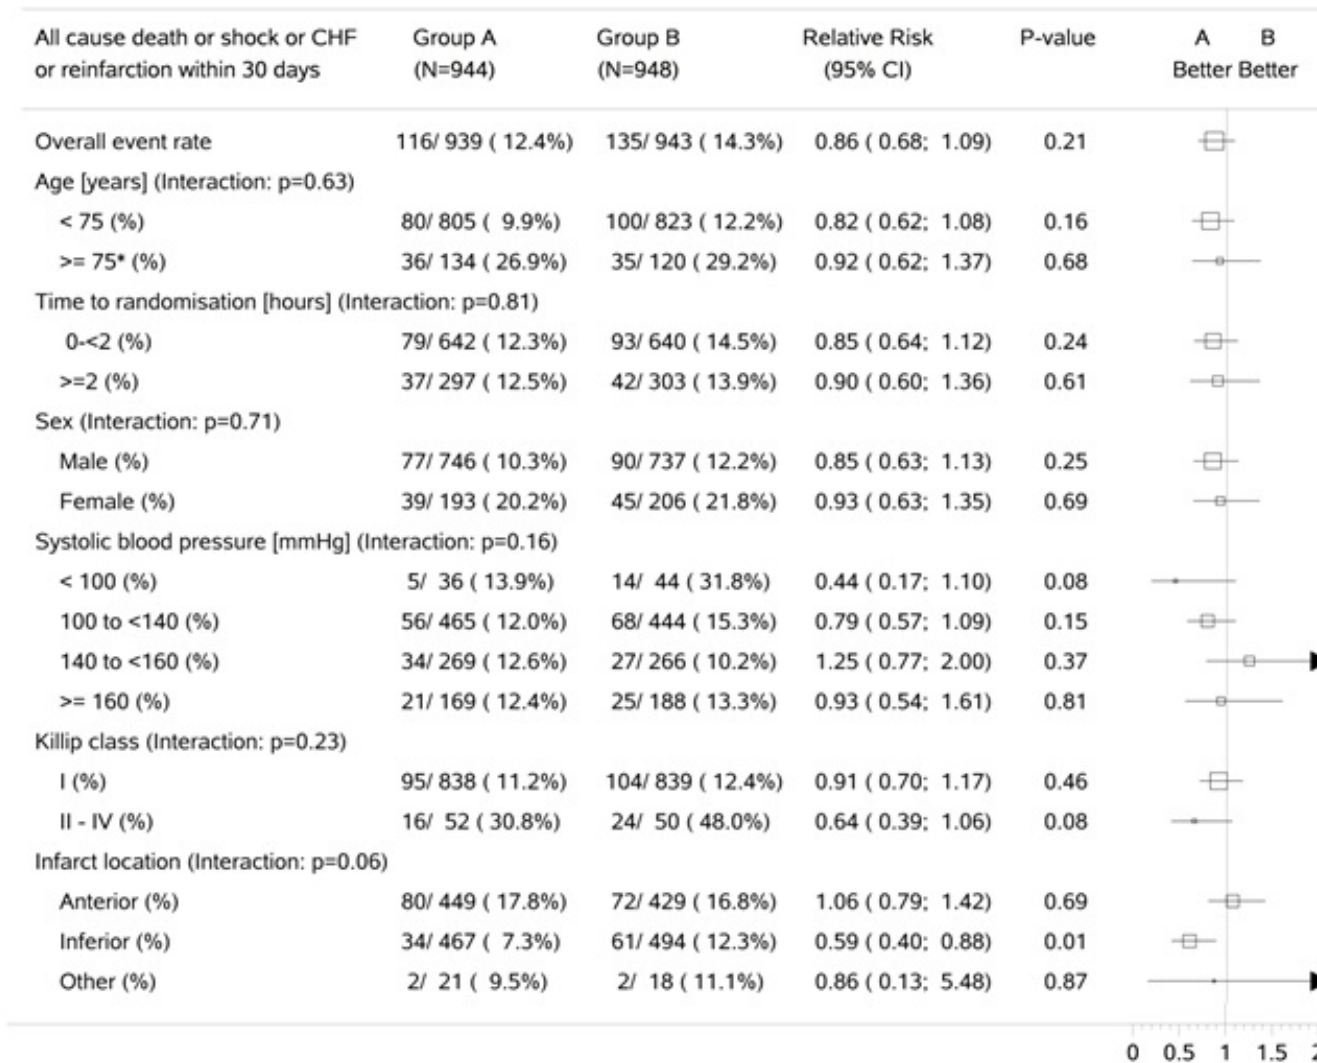 All cause death or shock or CHF Group A Group B Relative Risk P-value A B
or reinfarction within 30 days (N=944) (N=948) (95% CI) Better Better
Overall event rate 116/ 939 ( 12.4%) 135/ 943 ( 14.3%) 0.86 ( 0.68; 1.09) 0.21
Age [years] (Interaction: p=0.63)
< 75 (%) 80/ 805 ( 9.9%) 100/ 823 ( 12.2%) 0.82 ( 0.62; 1.08) 0.16
>= 75* (%) 36/ 134 ( 26.9%) 35/ 120 ( 29.2%) 0.92 ( 0.62; 1.37) 0.68
Time to randomisation [hours] (Interaction: p=0.81)
0-<2 (%) 79/ 642 ( 12.3%) 93/ 640 ( 14.5%) 0.85 ( 0.64; 1.12) 0.24
>=2 (%) 37/ 297 ( 12.5%) 42/ 303 ( 13.9%) 0.90 ( 0.60; 1.36) 0.61
Sex (Interaction: p=0.71)
Male (%) 77/ 746 ( 10.3%) 90/ 737 ( 12.2%) 0.85 ( 0.63; 1.13) 0.25
Female (%) 39/ 193 ( 20.2%) 45/ 206 ( 21.8%) 0.93 ( 0.63; 1.35) 0.69
Systolic blood pressure [mmHg] (Interaction: p=0.16)
< 100 (%) 5/ 36 ( 13.9%) 14/ 44 ( 31.8%) 0.44 ( 0.17; 1.10) 0.08
100 to <140 (%) 56/ 465 ( 12.0%) 68/ 444 ( 15.3%) 0.79 ( 0.57; 1.09) 0.15
140 to <160 (%) 34/ 269 ( 12.6%) 27/ 266 ( 10.2%) 1.25 ( 0.77; 2.00) 0.37
>= 160 (%) 21/ 169 ( 12.4%) 25/ 188 ( 13.3%) 0.93 ( 0.54; 1.61) 0.81
Killip class (Interaction: p=0.23)
I (%) 95/ 838 ( 11.2%) 104/ 839 ( 12.4%) 0.91 ( 0.70; 1.17) 0.46
II - IV (%) 16/ 52 ( 30.8%) 24/ 50 ( 48.0%) 0.64 ( 0.39; 1.06) 0.08
Infarct location (Interaction: p=0.06)
Anterior (%) 80/ 449 ( 17.8%) 72/ 429 ( 16.8%) 1.06 ( 0.79; 1.42) 0.69
Inferior (%) 34/ 467 ( 7.3%) 61/ 494 ( 12.3%) 0.59 ( 0.40; 0.88) 0.01
Other (%) 2/ 21 ( 9.5%) 2/ 18 ( 11.1%) 0.86 ( 0.13; 5.48) 0.87
0 0.5 1 1.5 2